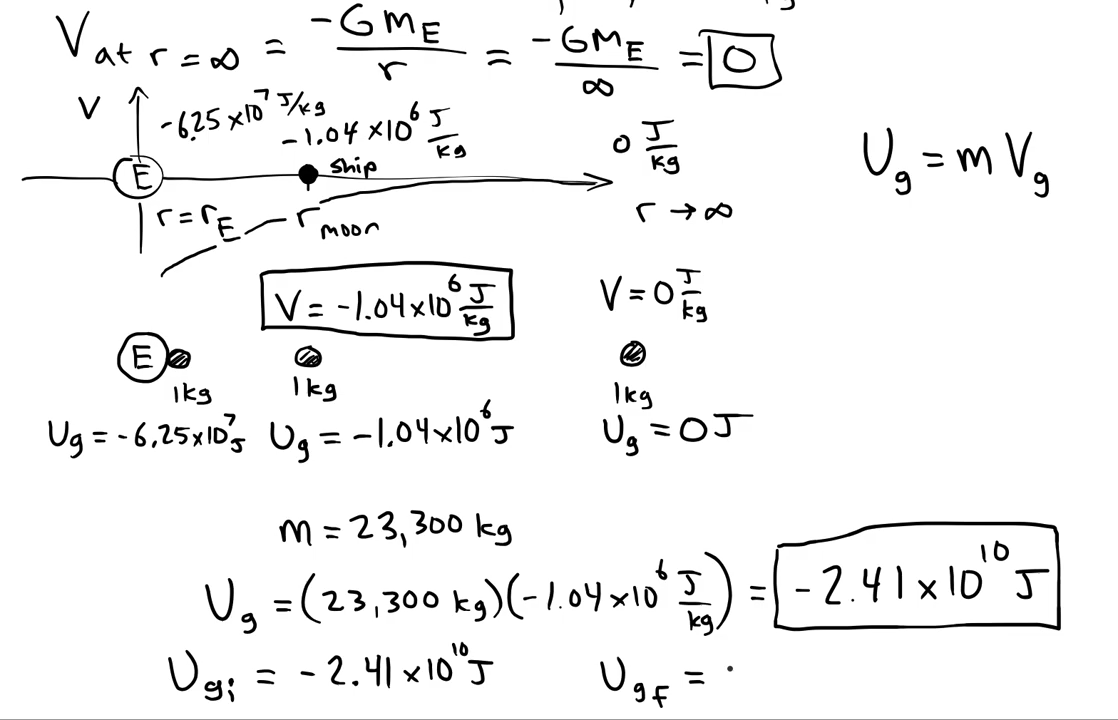 V at r = ∞ = -GM_E / r = -GM_E / ∞ = 0
V
-6.25 × 10^7 J/kg
-1.04 × 10^6 J/kg
0 J/kg
U_g = m V_g
E
ship
r = r_E
r moon
r → ∞
V = -1.04 × 10^6 J/kg
V = 0 J/kg
E
1kg
1kg
1kg
U_g = -6.25 × 10^7 J
U_g = -1.04 × 10^6 J
U_g = 0 J
m = 23,300 kg
U_g = (23,300 kg)(-1.04 × 10^6 J/kg) = -2.41 × 10^10 J
U_gi = -2.41 × 10^10 J
U_gf =